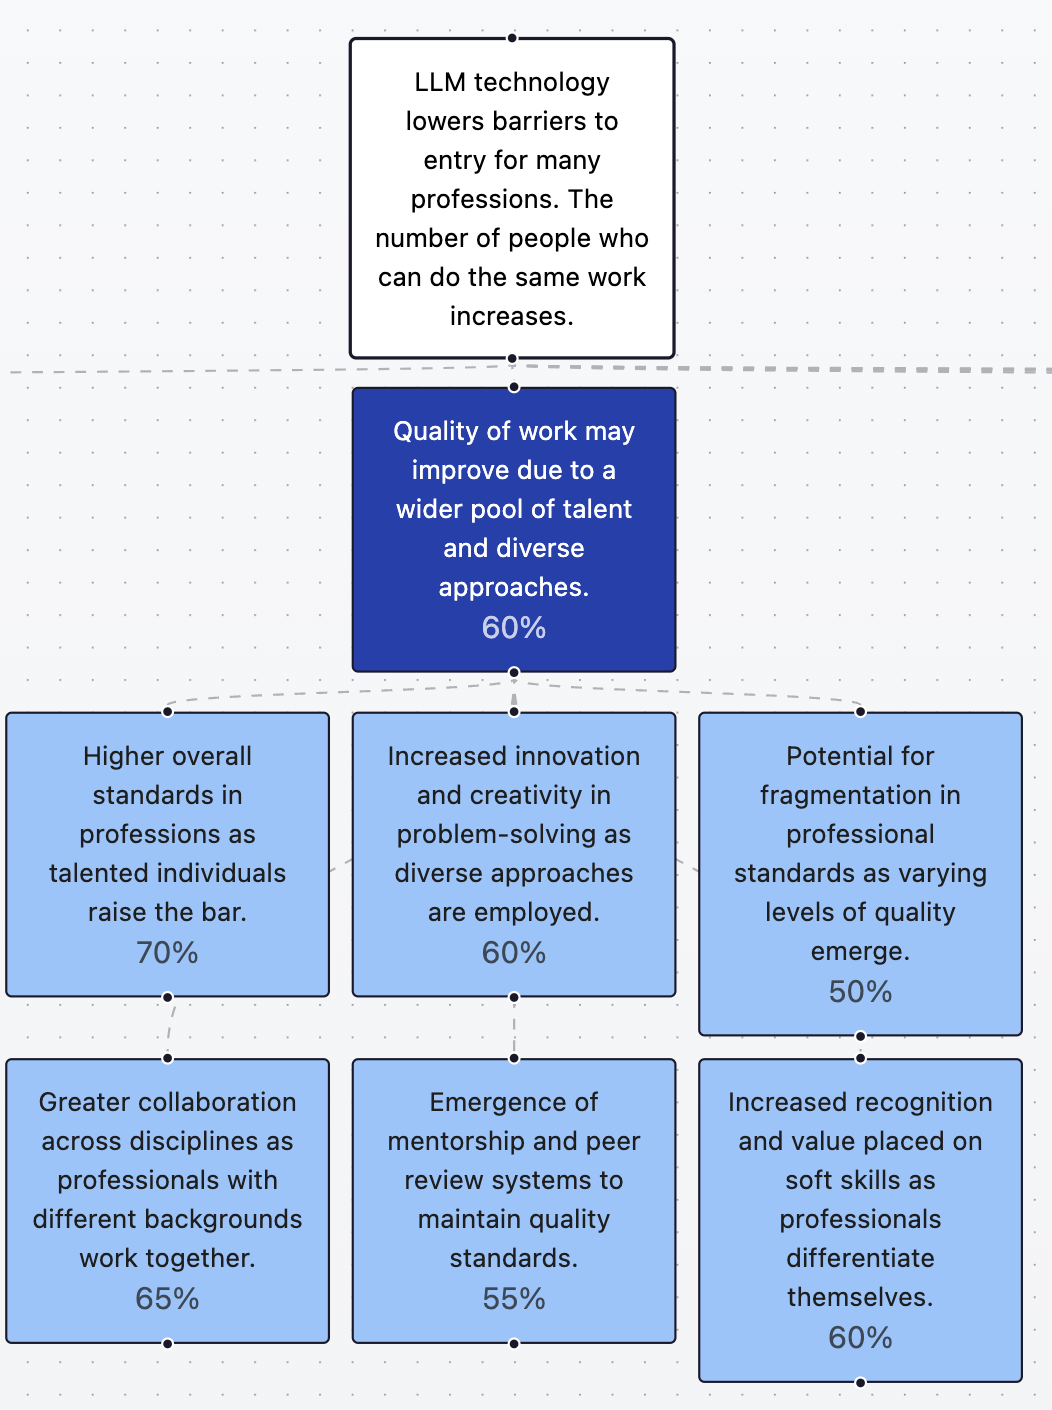 LLM technology
lowers barriers to
entry for many
professions. The
number of people who
can do the same work
increases.
Quality of work may
improve due to a
wider pool of talent
and diverse
approaches.
60%
Higher overall
standards in
professions as
talented individuals
raise the bar.
70%
Increased innovation
and creativity in
problem-solving as
diverse approaches
are employed.
60%
Potential for
fragmentation in
professional
standards as varying
levels of quality
emerge.
50%
Greater collaboration
across disciplines as
professionals with
different backgrounds
work together.
65%
Emergence of
mentorship and peer
review systems to
maintain quality
standards.
55%
Increased recognition
and value placed on
soft skills as
professionals
differentiate
themselves.
60%